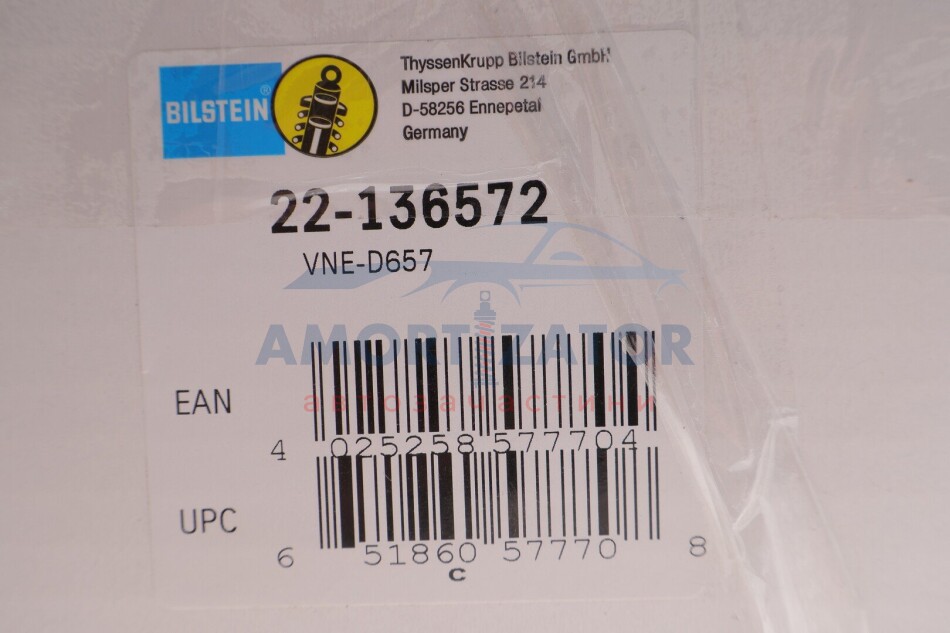 BILSTEIN®
ThyssenKrupp Bilstein GmbH
Milsper Strasse 214
D-58256 Ennepetal
Germany
22-136572
VNE-D657
AMORTIZATOR
автозапчастини
EAN
4 025258 577704
UPC
6 51860 57770 8
C